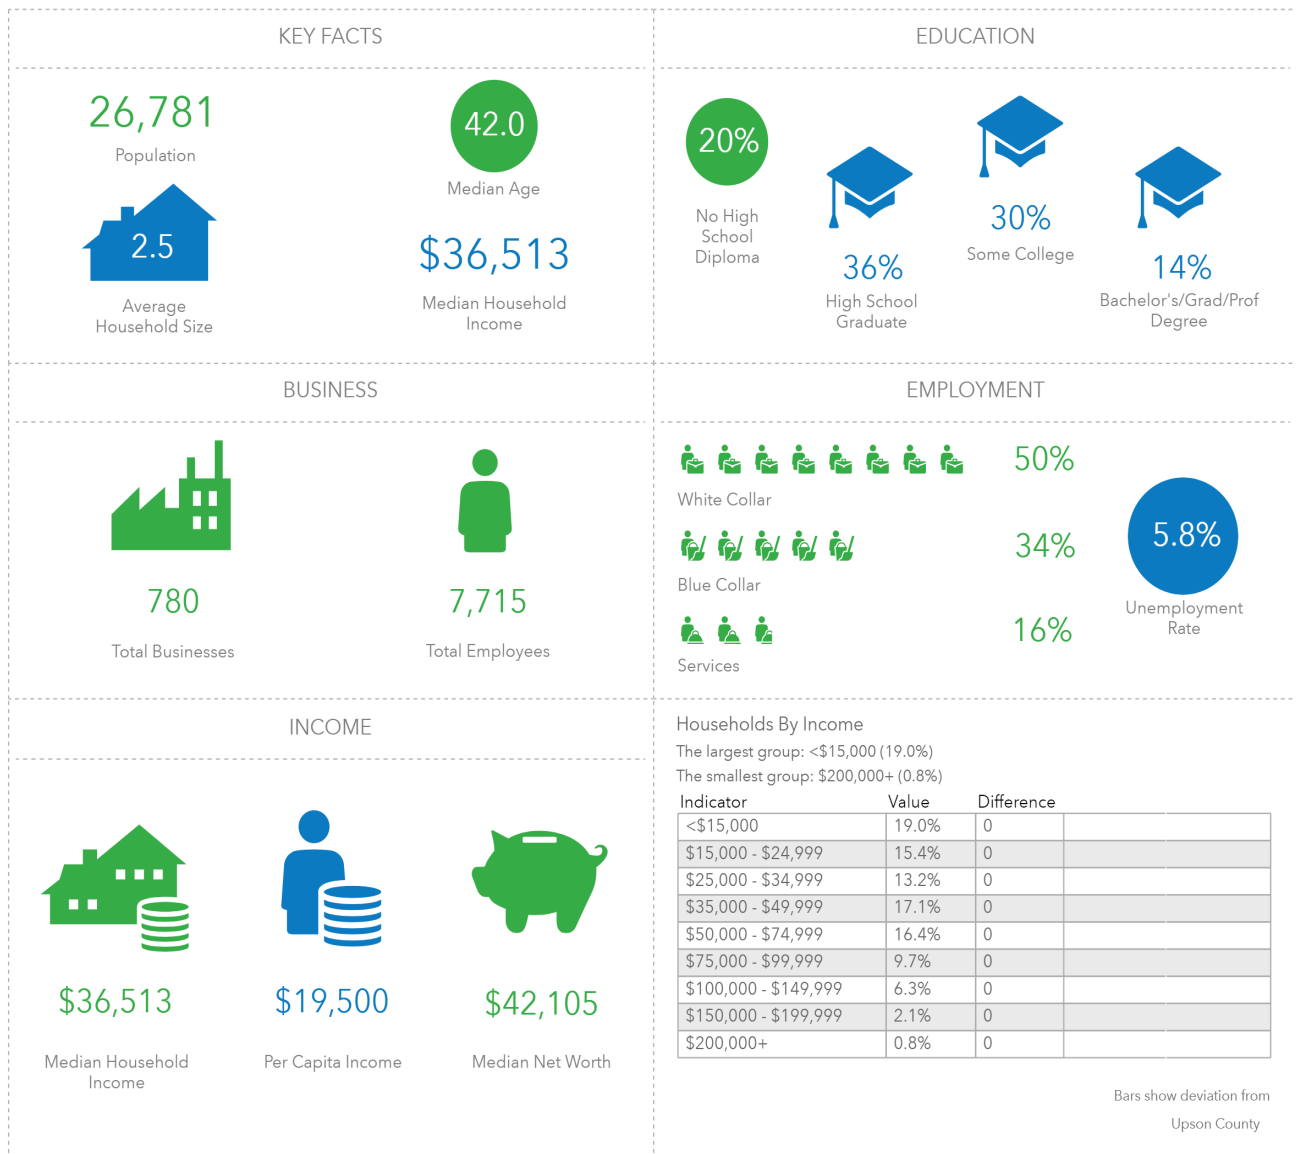 KEY FACTS
26,781
Population
42.0
Median Age
2.5
Average
Household Size
$36,513
Median Household
Income
EDUCATION
20%
No High
School
Diploma
36%
High School
Graduate
30%
Some College
14%
Bachelor's/Grad/Prof
Degree
BUSINESS
780
Total Businesses
7,715
Total Employees
EMPLOYMENT
50%
White Collar
34%
Blue Collar
16%
Services
5.8%
Unemployment
Rate
INCOME
$36,513
Median Household
Income
$19,500
Per Capita Income
$42,105
Median Net Worth
Households By Income
The largest group: <$15,000 (19.0%)
The smallest group: $200,000+ (0.8%)
Indicator Value Difference
<$15,000 19.0% 0
$15,000 - $24,999 15.4% 0
$25,000 - $34,999 13.2% 0
$35,000 - $49,999 17.1% 0
$50,000 - $74,999 16.4% 0
$75,000 - $99,999 9.7% 0
$100,000 - $149,999 6.3% 0
$150,000 - $199,999 2.1% 0
$200,000+ 0.8% 0
Bars show deviation from
Upson County